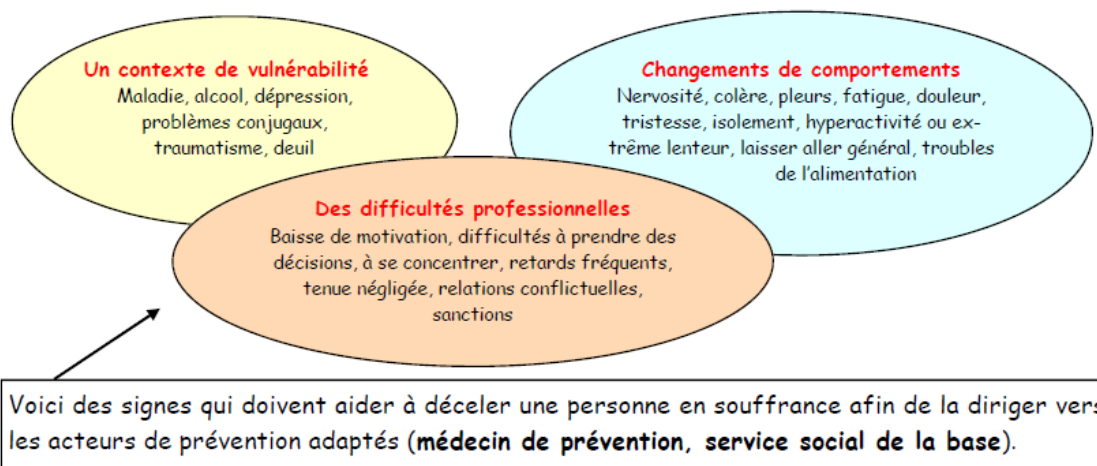 Un contexte de vulnérabilité
Maladie, alcool, dépression,
problèmes conjugaux,
traumatisme, deuil
Changements de comportements
Nervosité, colère, pleurs, fatigue, douleur,
tristesse, isolement, hyperactivité ou ex-
trême lenteur, laisser aller général, troubles
de l'alimentation
Des difficultés professionnelles
Baisse de motivation, difficultés à prendre des
décisions, à se concentrer, retards fréquents,
tenue négligée, relations conflictuelles,
sanctions
Voici des signes qui doivent aider à déceler une personne en souffrance afin de la diriger vers
les acteurs de prévention adaptés (médecin de prévention, service social de la base).